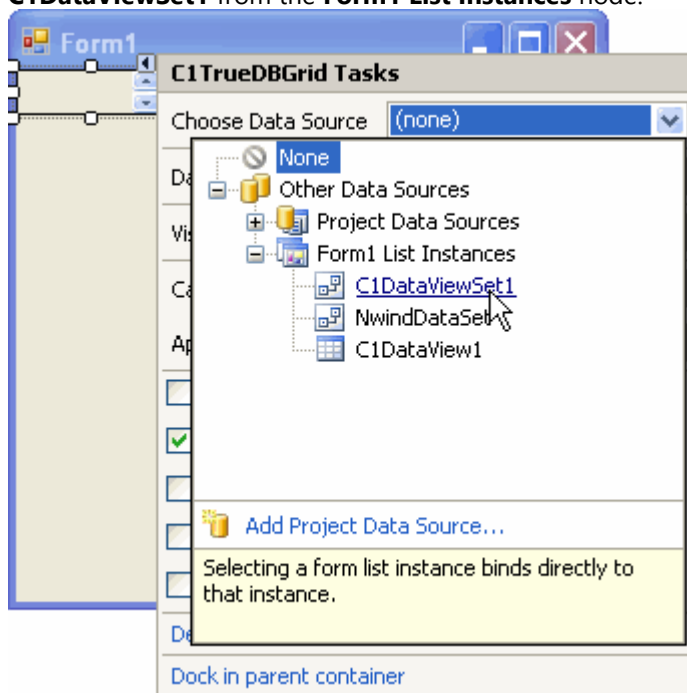 C1DataViewSet1 from the Form1 List Instances node.
Form1
C1TrueDBGrid Tasks
Choose Data Source (none)
None
Other Data Sources
Project Data Sources
Form1 List Instances
C1DataViewSet1
NwindDataSet
C1DataView1
Add Project Data Source...
Selecting a form list instance binds directly to
that instance.
Dock in parent container